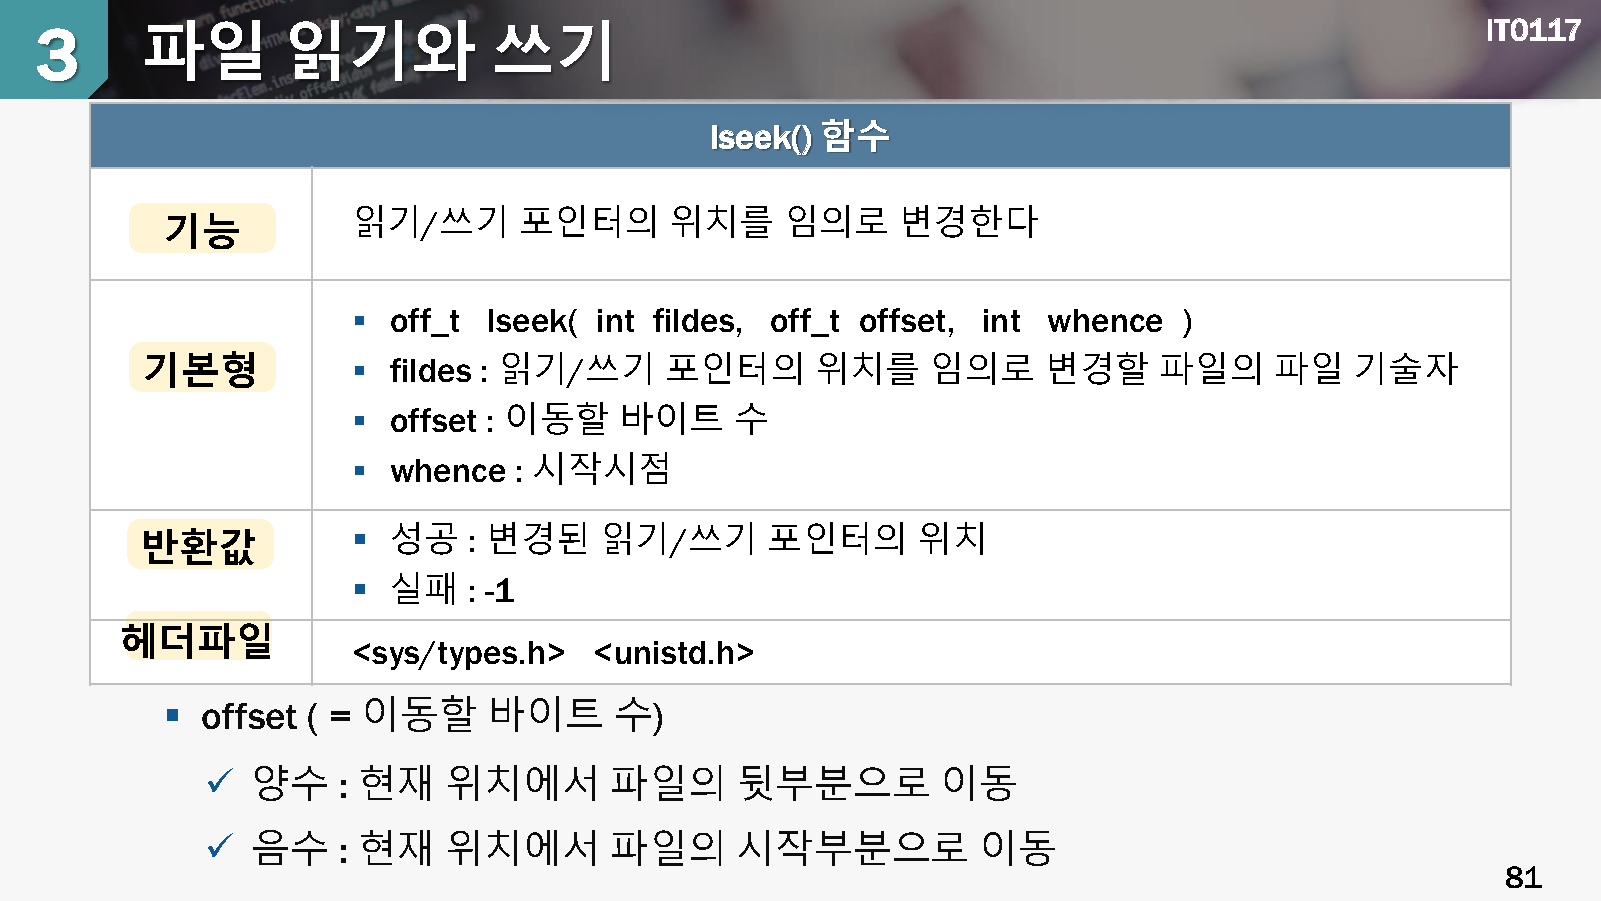 3 파일 읽기와 쓰기
IT0117
lseek() 함수
기능
읽기/쓰기 포인터의 위치를 임의로 변경한다
기본형
▪ off_t lseek( int fildes, off_t offset, int whence )
▪ fildes : 읽기/쓰기 포인터의 위치를 임의로 변경할 파일의 파일 기술자
▪ offset : 이동할 바이트 수
▪ whence : 시작시점
반환값
▪ 성공 : 변경된 읽기/쓰기 포인터의 위치
▪ 실패 : -1
헤더파일
<sys/types.h> <unistd.h>
▪ offset ( = 이동할 바이트 수)
✓ 양수 : 현재 위치에서 파일의 뒷부분으로 이동
✓ 음수 : 현재 위치에서 파일의 시작부분으로 이동
81